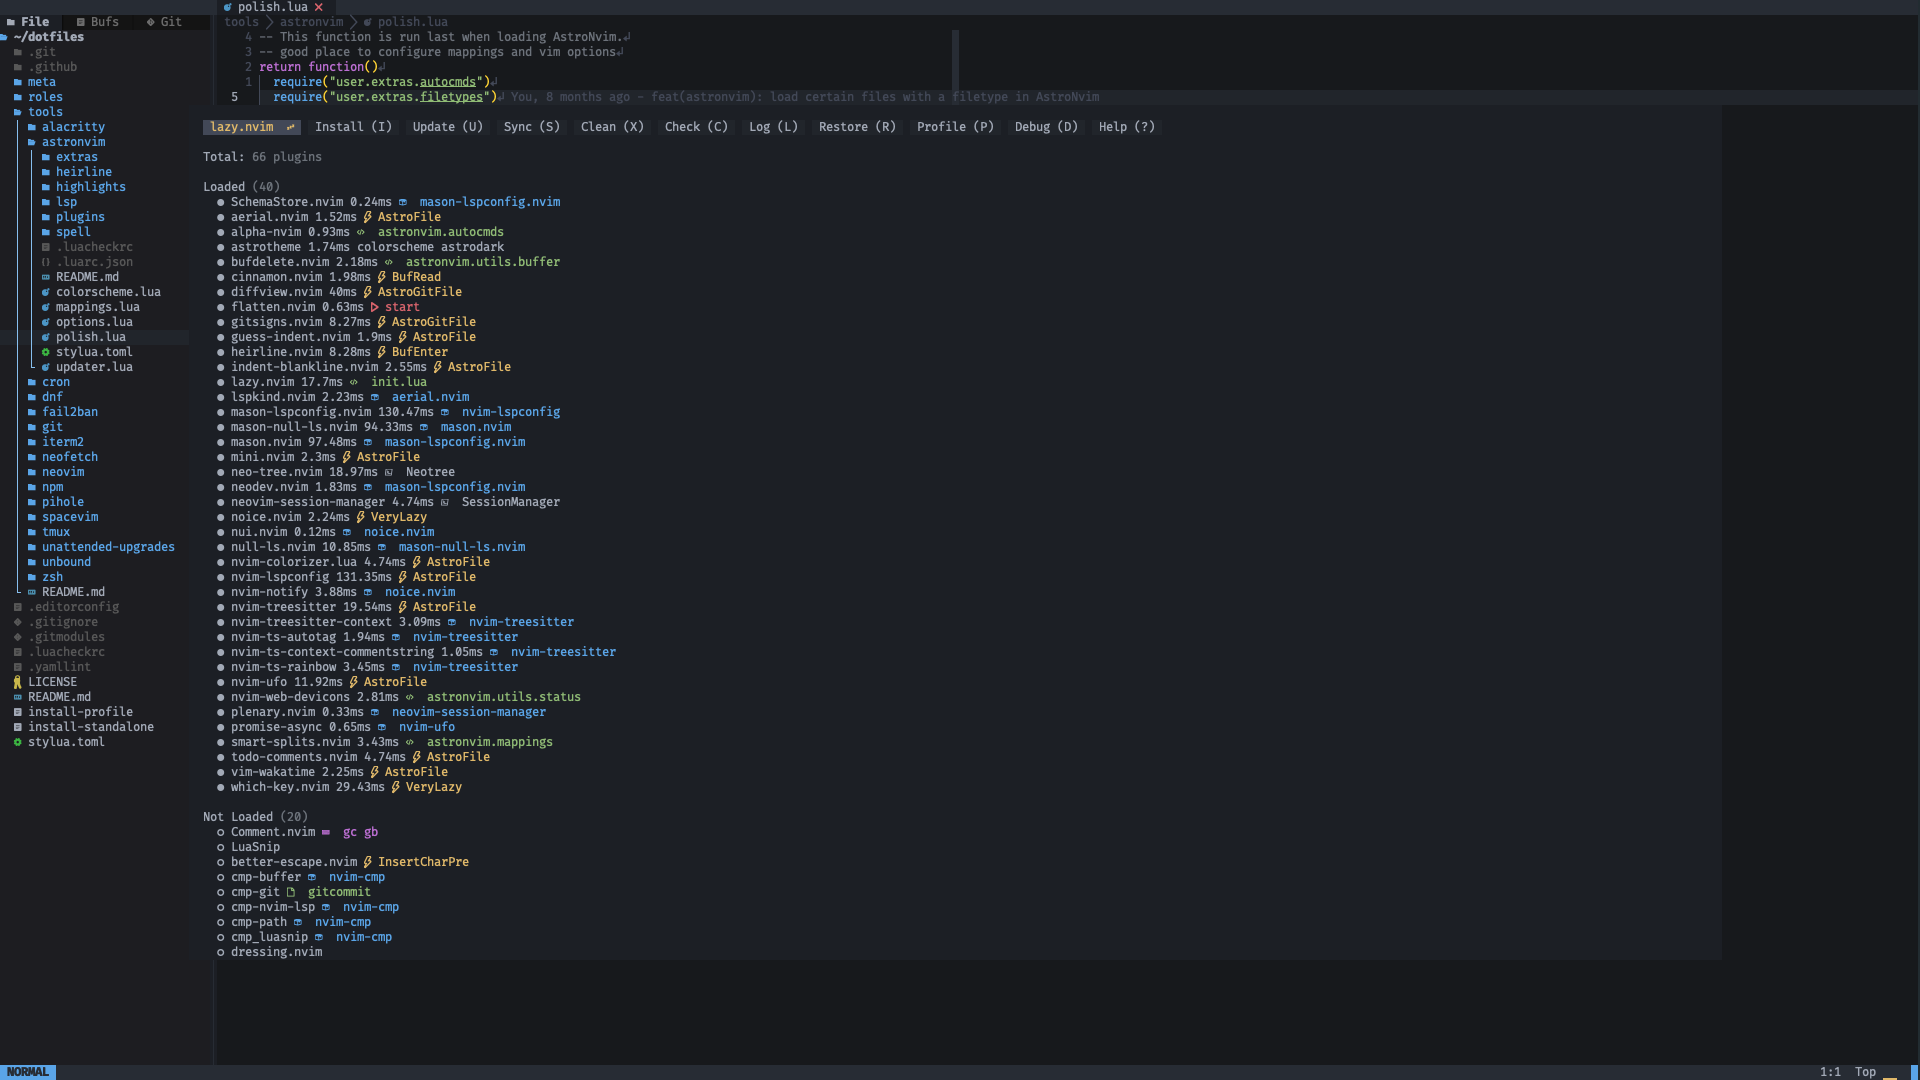 polish.lua
File Bufs Git
tools astronvim polish.lua
~/dotfiles
.git
.github
meta
roles
tools
alacritty
astronvim
extras
heirline
highlights
lsp
plugins
spell
.luacheckrc
.luarc.json
README.md
colorscheme.lua
mappings.lua
options.lua
polish.lua
stylua.toml
updater.lua
cron
dnf
fail2ban
git
iterm2
neofetch
neovim
npm
pihole
spacevim
tmux
unattended-upgrades
unbound
zsh
README.md
.editorconfig
.gitignore
.gitmodules
.luacheckrc
.yamllint
LICENSE
README.md
install-profile
install-standalone
stylua.toml
4 -- This function is run last when loading AstroNvim.
3 -- good place to configure mappings and vim options
2 return function()
1 require("user.extras.autocmds")
5 require("user.extras.filetypes") You, 8 months ago - feat(astronvim): load certain files with a filetype in AstroNvim
lazy.nvim Install (I) Update (U) Sync (S) Clean (X) Check (C) Log (L) Restore (R) Profile (P) Debug (D) Help (?)
Total: 66 plugins
Loaded (40)
● SchemaStore.nvim 0.24ms mason-lspconfig.nvim
● aerial.nvim 1.52ms AstroFile
● alpha-nvim 0.93ms astronvim.autocmds
● astrotheme 1.74ms colorscheme astrodark
● bufdelete.nvim 2.18ms astronvim.utils.buffer
● cinnamon.nvim 1.98ms BufRead
● diffview.nvim 40ms AstroGitFile
● flatten.nvim 0.63ms start
● gitsigns.nvim 8.27ms AstroGitFile
● guess-indent.nvim 1.9ms AstroFile
● heirline.nvim 8.28ms BufEnter
● indent-blankline.nvim 2.55ms AstroFile
● lazy.nvim 17.7ms init.lua
● lspkind.nvim 2.23ms aerial.nvim
● mason-lspconfig.nvim 130.47ms nvim-lspconfig
● mason-null-ls.nvim 94.33ms mason.nvim
● mason.nvim 97.48ms mason-lspconfig.nvim
● mini.nvim 2.3ms AstroFile
● neo-tree.nvim 18.97ms Neotree
● neodev.nvim 1.83ms mason-lspconfig.nvim
● neovim-session-manager 4.74ms SessionManager
● noice.nvim 2.24ms VeryLazy
● nui.nvim 0.12ms noice.nvim
● null-ls.nvim 10.85ms mason-null-ls.nvim
● nvim-colorizer.lua 4.74ms AstroFile
● nvim-lspconfig 131.35ms AstroFile
● nvim-notify 3.88ms noice.nvim
● nvim-treesitter 19.54ms AstroFile
● nvim-treesitter-context 3.09ms nvim-treesitter
● nvim-ts-autotag 1.94ms nvim-treesitter
● nvim-ts-context-commentstring 1.05ms nvim-treesitter
● nvim-ts-rainbow 3.45ms nvim-treesitter
● nvim-ufo 11.92ms AstroFile
● nvim-web-devicons 2.81ms astronvim.utils.status
● plenary.nvim 0.33ms neovim-session-manager
● promise-async 0.65ms nvim-ufo
● smart-splits.nvim 3.43ms astronvim.mappings
● todo-comments.nvim 4.74ms AstroFile
● vim-wakatime 2.25ms AstroFile
● which-key.nvim 29.43ms VeryLazy
Not Loaded (20)
○ Comment.nvim gc gb
○ LuaSnip
○ better-escape.nvim InsertCharPre
○ cmp-buffer nvim-cmp
○ cmp-git gitcommit
○ cmp-nvim-lsp nvim-cmp
○ cmp-path nvim-cmp
○ cmp_luasnip nvim-cmp
○ dressing.nvim
NORMAL 1:1 Top